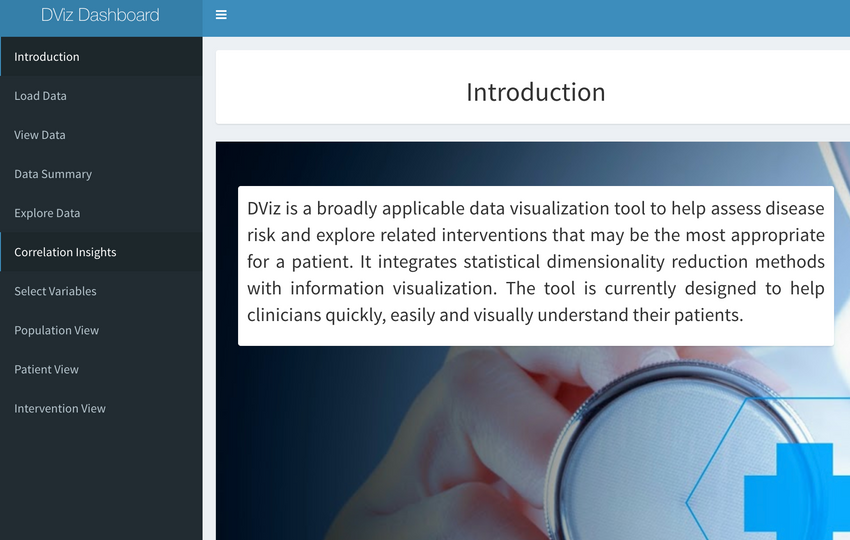 DViz Dashboard
Introduction
Load Data
View Data
Data Summary
Explore Data
Correlation Insights
Select Variables
Population View
Patient View
Intervention View
Introduction
DViz is a broadly applicable data visualization tool to help assess disease
risk and explore related interventions that may be the most appropriate
for a patient. It integrates statistical dimensionality reduction methods
with information visualization. The tool is currently designed to help
clinicians quickly, easily and visually understand their patients.